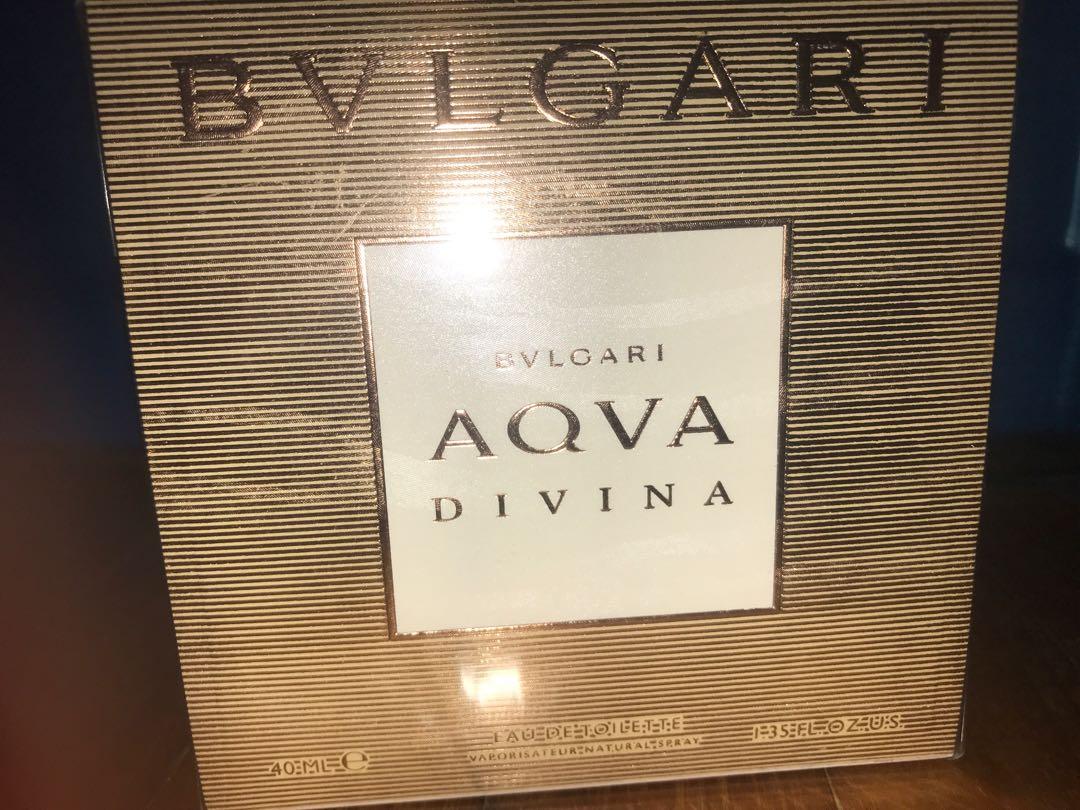 BVLGARI
BVLGARI
AQVA
DIVINA
EAU DE TOILETTE
VAPORISATEUR NATURAL SPRAY
40 ML e
1.35 FL. OZ. U.S.